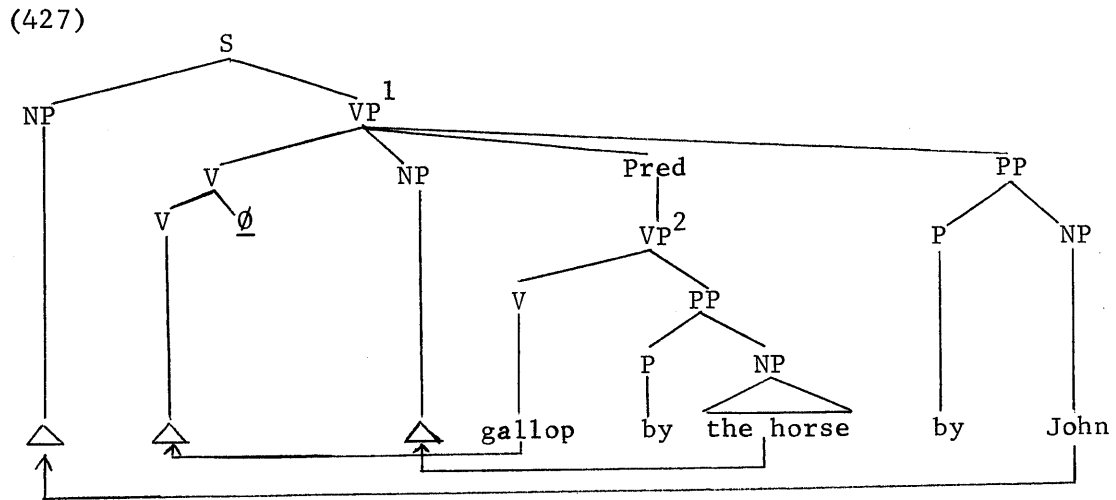 (427)
S
NP VP1
V NP Pred PP
V Ø VP2 P NP
V PP
P NP
gallop by the horse by John